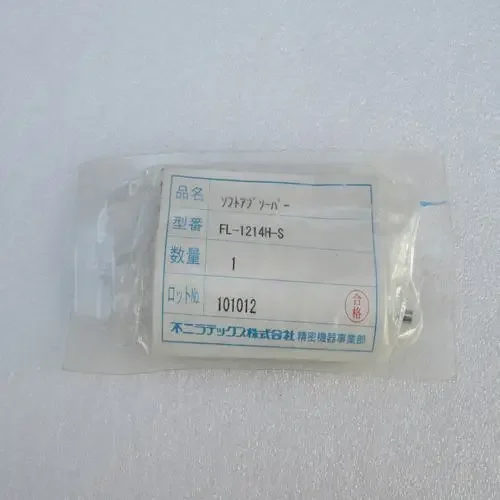 品名 ソフトアブソーバー
型番 FL-1214H-S
数量 1
ロットNo. 101012 合格
不二ラテックス株式会社 精密機器事業部